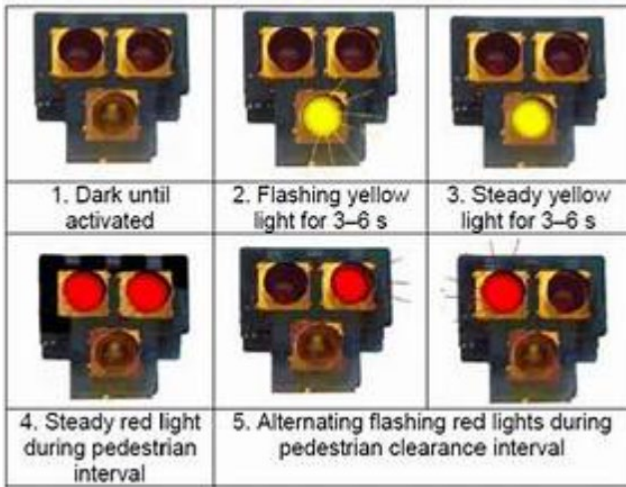 1. Dark until
activated
2. Flashing yellow
light for 3–6 s
3. Steady yellow
light for 3–6 s
4. Steady red light
during pedestrian
interval
5. Alternating flashing red lights during
pedestrian clearance interval